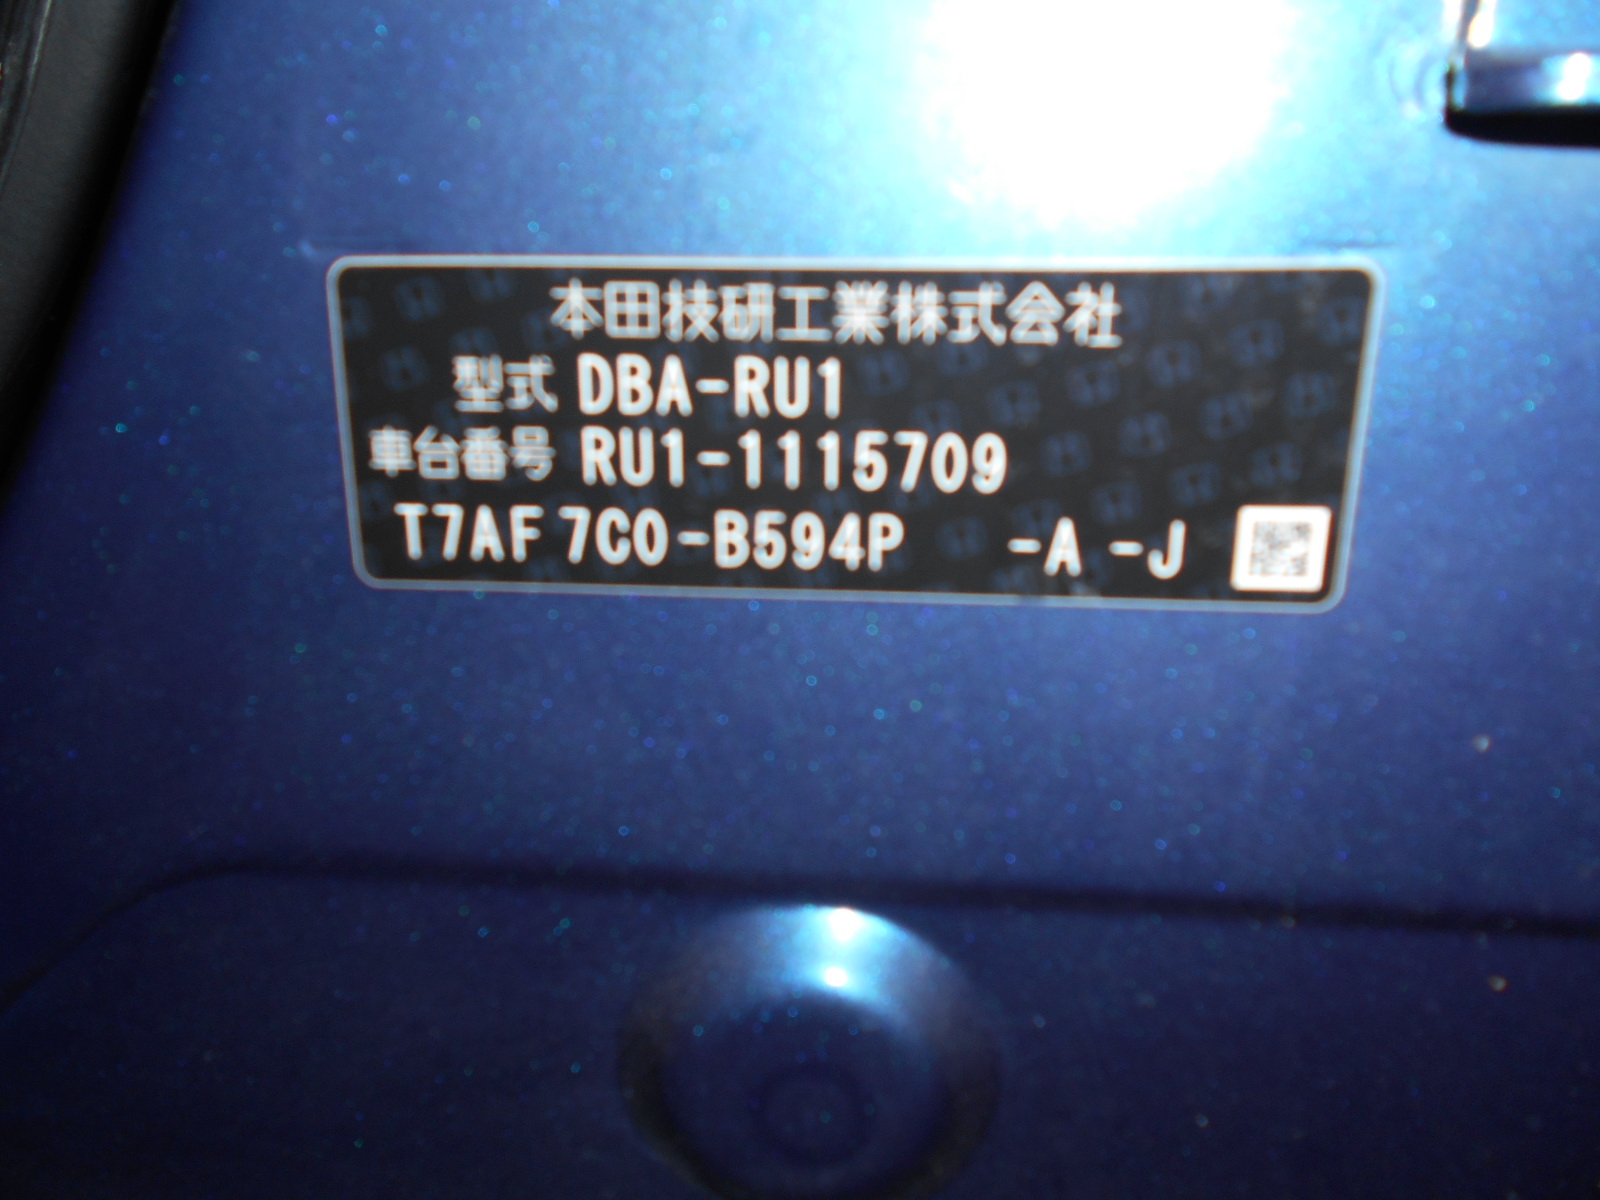 本田技研工業株式会社
型式 DBA-RU1
車台番号 RU1-1115709
T7AF 7C0-B594P -A -J